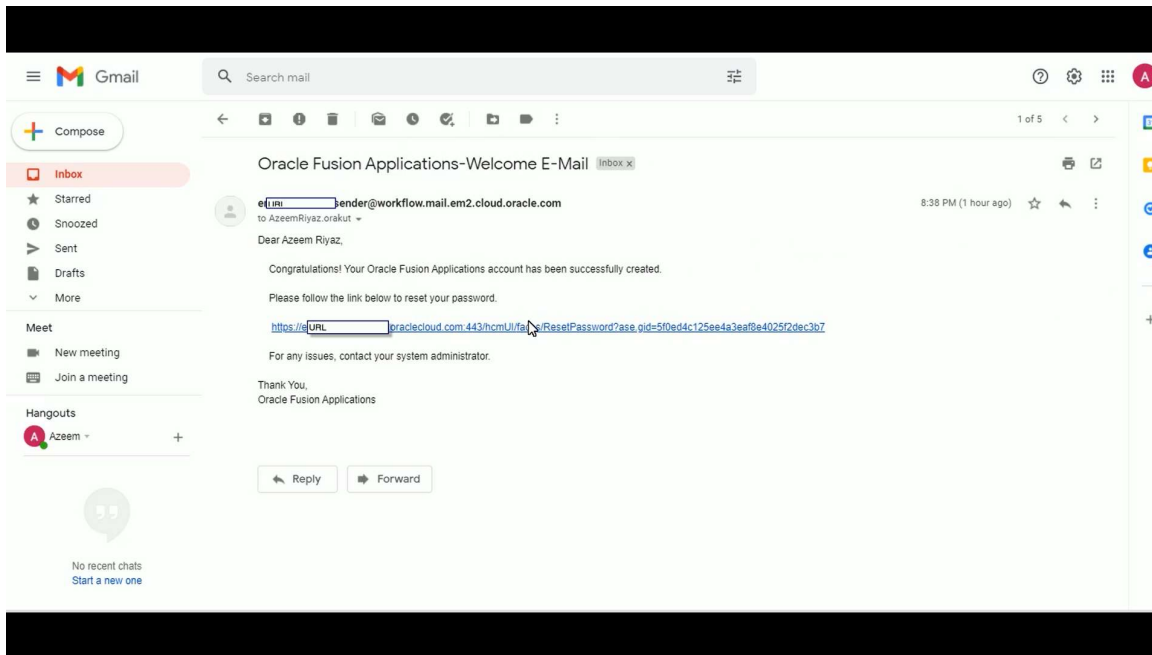 Gmail
Search mail
A
Compose
1 of 5
Oracle Fusion Applications-Welcome E-Mail Inbox x
Inbox
Starred
Snoozed
Sent
Drafts
More
e URL sender@workflow.mail.em2.cloud.oracle.com
8:38 PM (1 hour ago)
to AzeemRiyaz.orakut
Dear Azeem Riyaz,
Congratulations! Your Oracle Fusion Applications account has been successfully created.
Please follow the link below to reset your password.
https://e URL oraclecloud.com:443/hcmUI/faces/ResetPassword?ase.gid=5f0ed4c125ee4a3eaf8e4025f2dec3b7
For any issues, contact your system administrator.
Thank You,
Oracle Fusion Applications
Reply
Forward
Meet
New meeting
Join a meeting
Hangouts
A Azeem
No recent chats
Start a new one